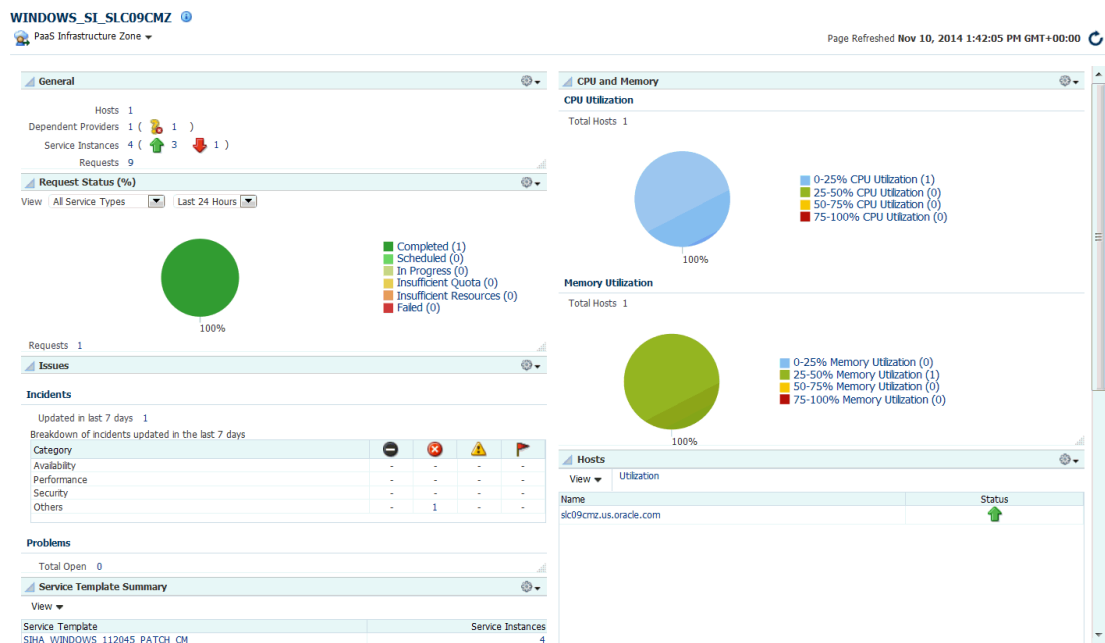 WINDOWS_SI_SLC09CMZ
PaaS Infrastructure Zone
Page Refreshed Nov 10, 2014 1:42:05 PM GMT+00:00
General
Hosts 1
Dependent Providers 1 ( 1 )
Service Instances 4 ( 3 1 )
Requests 9
Request Status (%)
View All Service Types Last 24 Hours
Completed (1)
Scheduled (0)
In Progress (0)
Insufficient Quota (0)
Insufficient Resources (0)
Failed (0)
100%
Requests 1
Issues
Incidents
Updated in last 7 days 1
Breakdown of incidents updated in the last 7 days
Category
Availability - - - -
Performance - - - -
Security - - - -
Others - 1 - -
Problems
Total Open 0
Service Template Summary
View
Service Template Service Instances
SIHA_WINDOWS_112045_PATCH_CM 4
CPU and Memory
CPU Utilization
Total Hosts 1
0-25% CPU Utilization (1)
25-50% CPU Utilization (0)
50-75% CPU Utilization (0)
75-100% CPU Utilization (0)
100%
Memory Utilization
Total Hosts 1
0-25% Memory Utilization (0)
25-50% Memory Utilization (1)
50-75% Memory Utilization (0)
75-100% Memory Utilization (0)
100%
Hosts
View Utilization
Name Status
slc09cmz.us.oracle.com